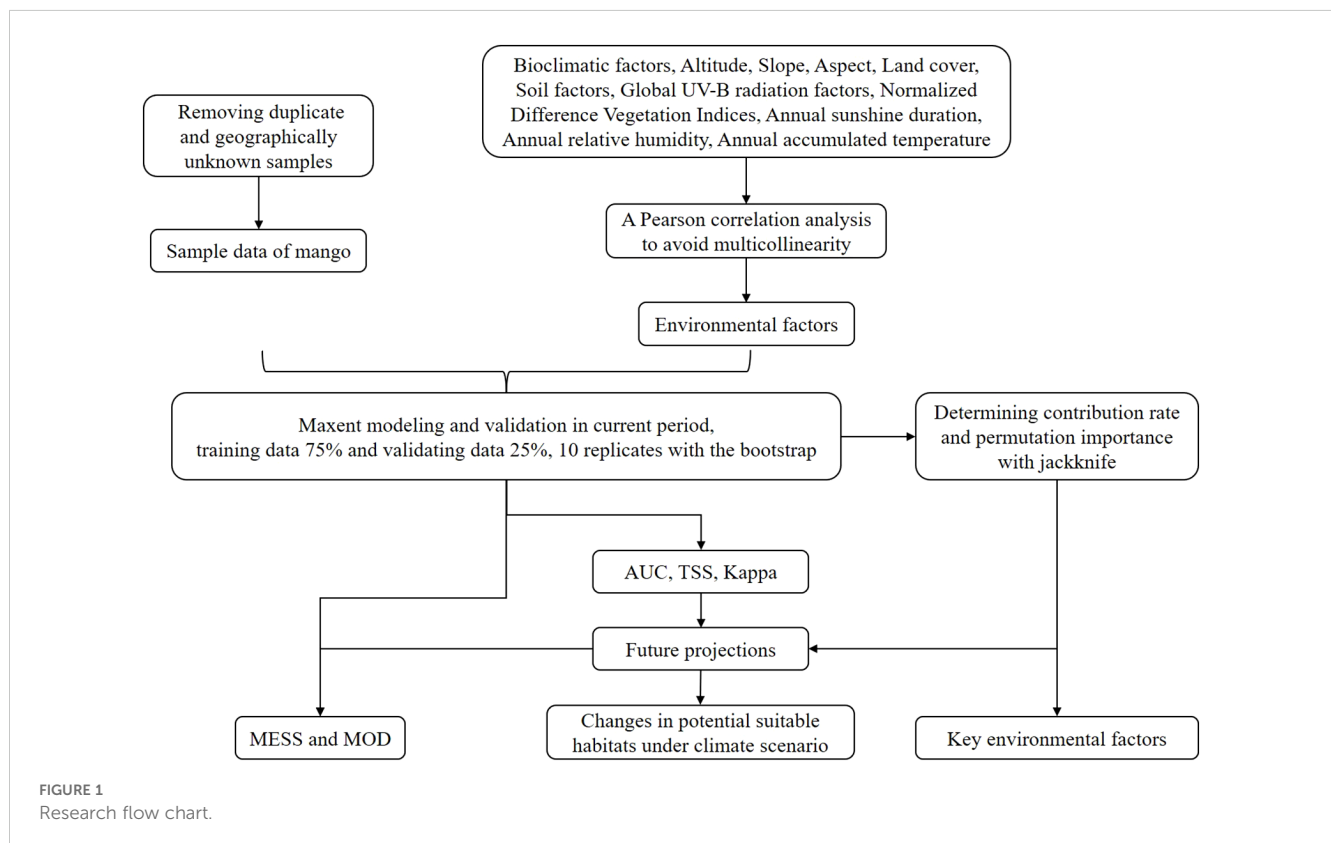 Bioclimatic factors, Altitude, Slope, Aspect, Land cover,
Soil factors, Global UV-B radiation factors, Normalized
Difference Vegetation Indices, Annual sunshine duration,
Annual relative humidity, Annual accumulated temperature
Removing duplicate
and geographically
unknown samples
A Pearson correlation analysis
to avoid multicollinearity
Sample data of mango
Environmental factors
Maxent modeling and validation in current period,
training data 75% and validating data 25%, 10 replicates with the bootstrap
Determining contribution rate
and permutation importance
with jackknife
AUC, TSS, Kappa
Future projections
MESS and MOD
Changes in potential suitable
habitats under climate scenario
Key environmental factors
FIGURE 1
Research flow chart.